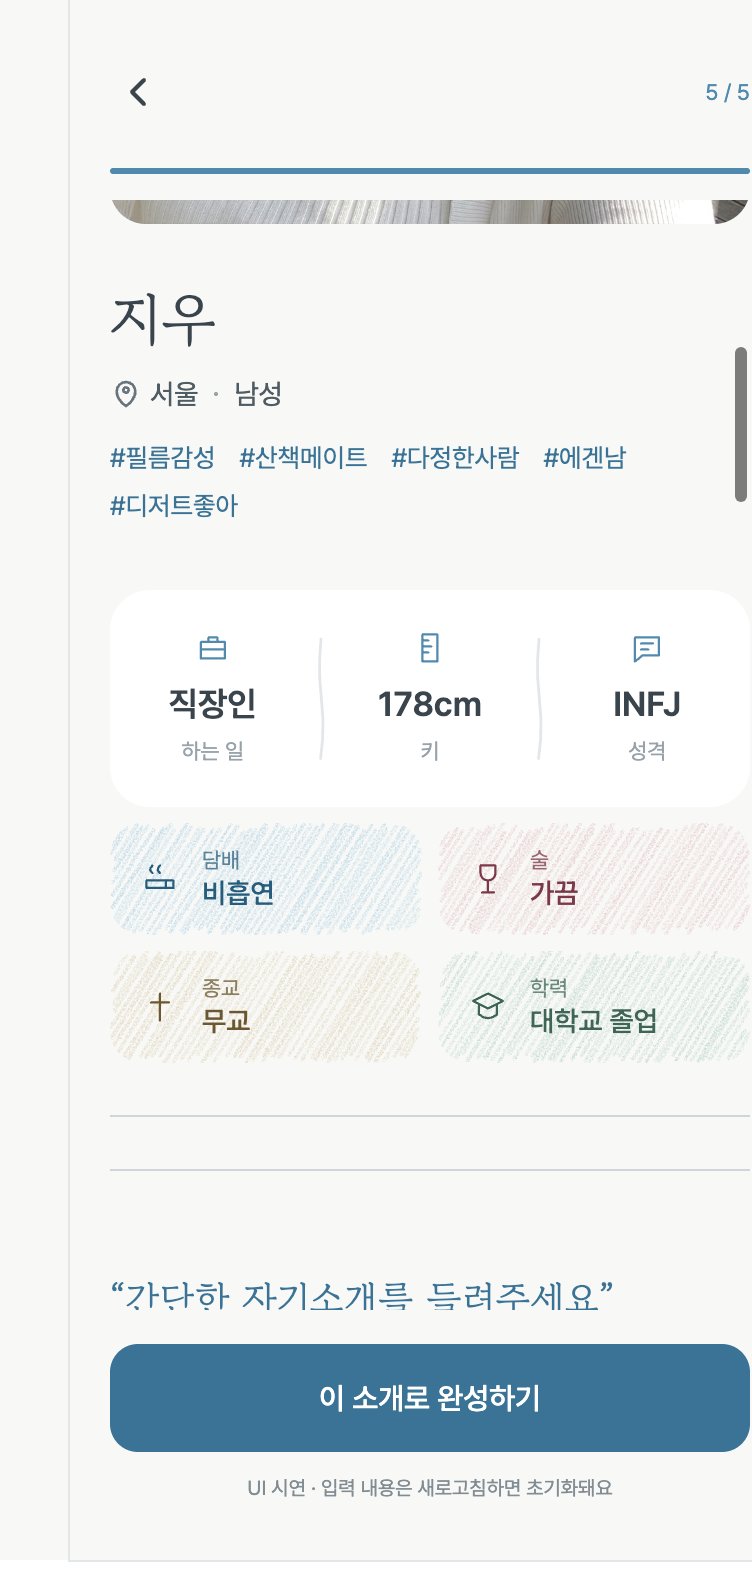 5 / 5
지우
서울 · 남성
#필름감성 #산책메이트 #다정한사람 #에겐남
#디저트좋아
직장인 178cm INFJ
하는 일 키 성격
담배 술
비흡연 가끔
종교 학력
무교 대학교 졸업
“간단한 자기소개를 들려주세요”
이 소개로 완성하기
UI 시연 · 입력 내용은 새로고침하면 초기화돼요